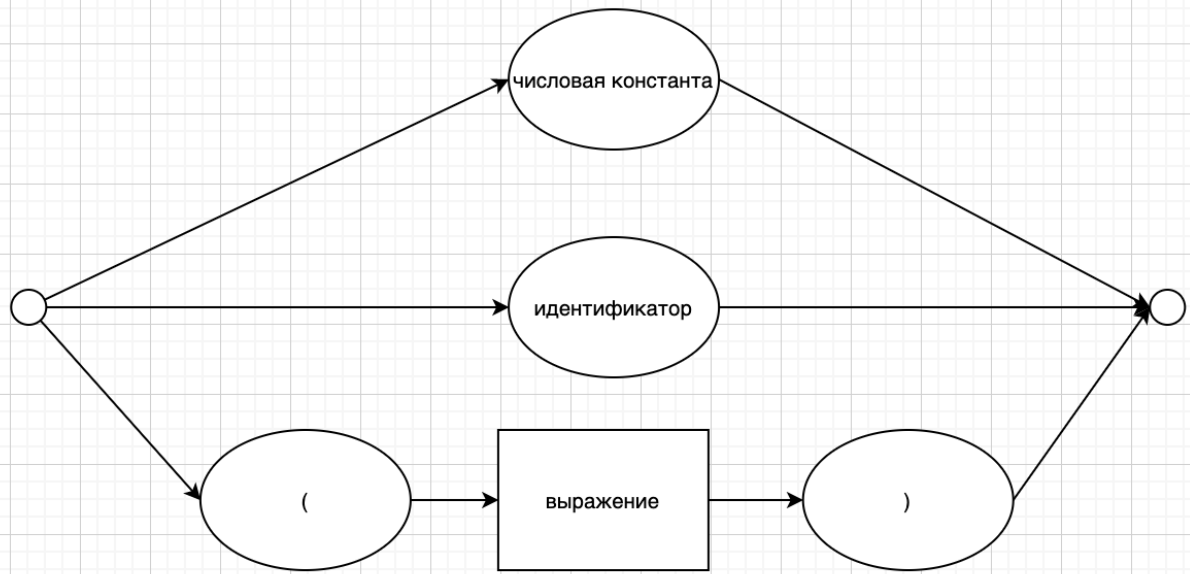 числовая константа
идентификатор
(
выражение
)